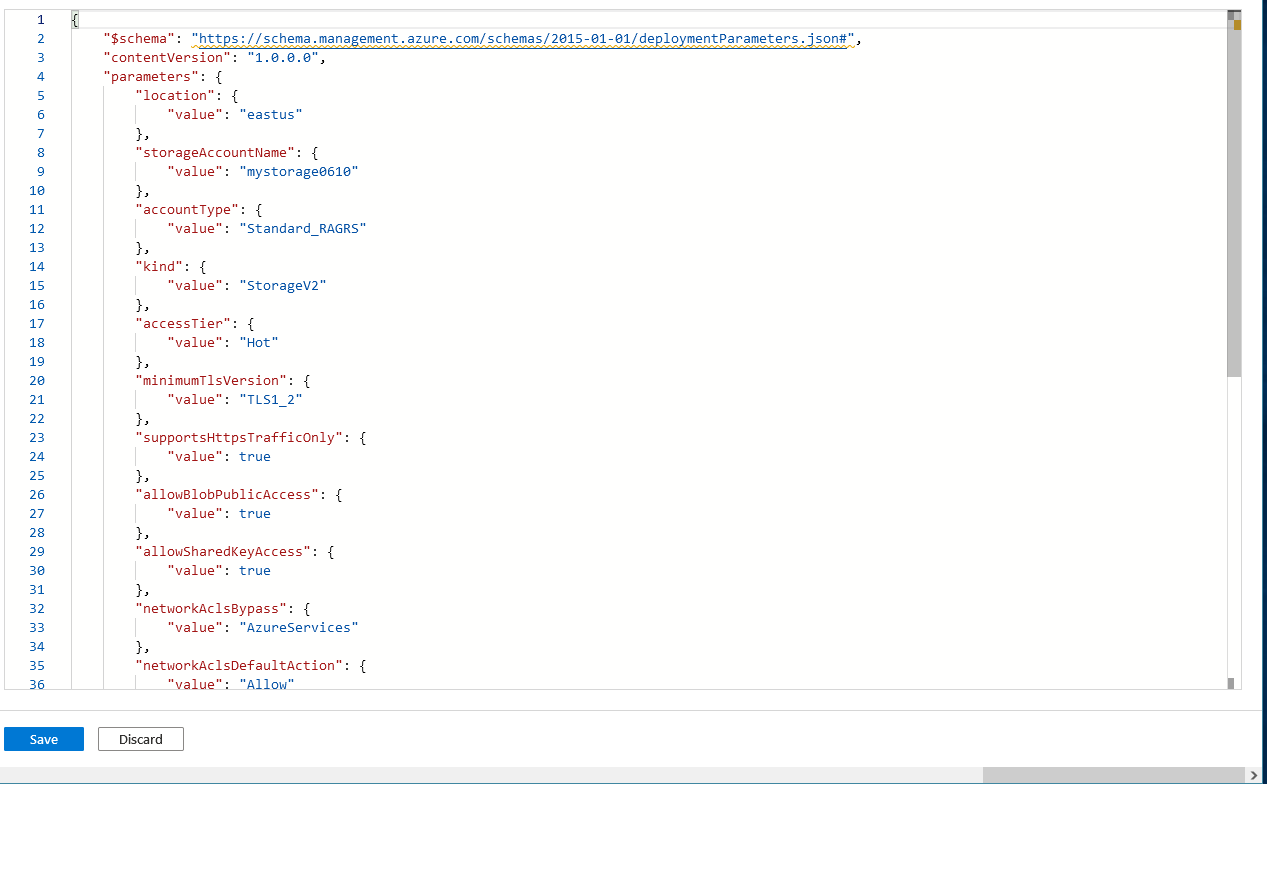 1 {
2 "$schema": "https://schema.management.azure.com/schemas/2015-01-01/deploymentParameters.json#",
3 "contentVersion": "1.0.0.0",
4 "parameters": {
5 "location": {
6 "value": "eastus"
7 },
8 "storageAccountName": {
9 "value": "mystorage0610"
10 },
11 "accountType": {
12 "value": "Standard_RAGRS"
13 },
14 "kind": {
15 "value": "StorageV2"
16 },
17 "accessTier": {
18 "value": "Hot"
19 },
20 "minimumTlsVersion": {
21 "value": "TLS1_2"
22 },
23 "supportsHttpsTrafficOnly": {
24 "value": true
25 },
26 "allowBlobPublicAccess": {
27 "value": true
28 },
29 "allowSharedKeyAccess": {
30 "value": true
31 },
32 "networkAclsBypass": {
33 "value": "AzureServices"
34 },
35 "networkAclsDefaultAction": {
36 "value": "Allow"
Save Discard